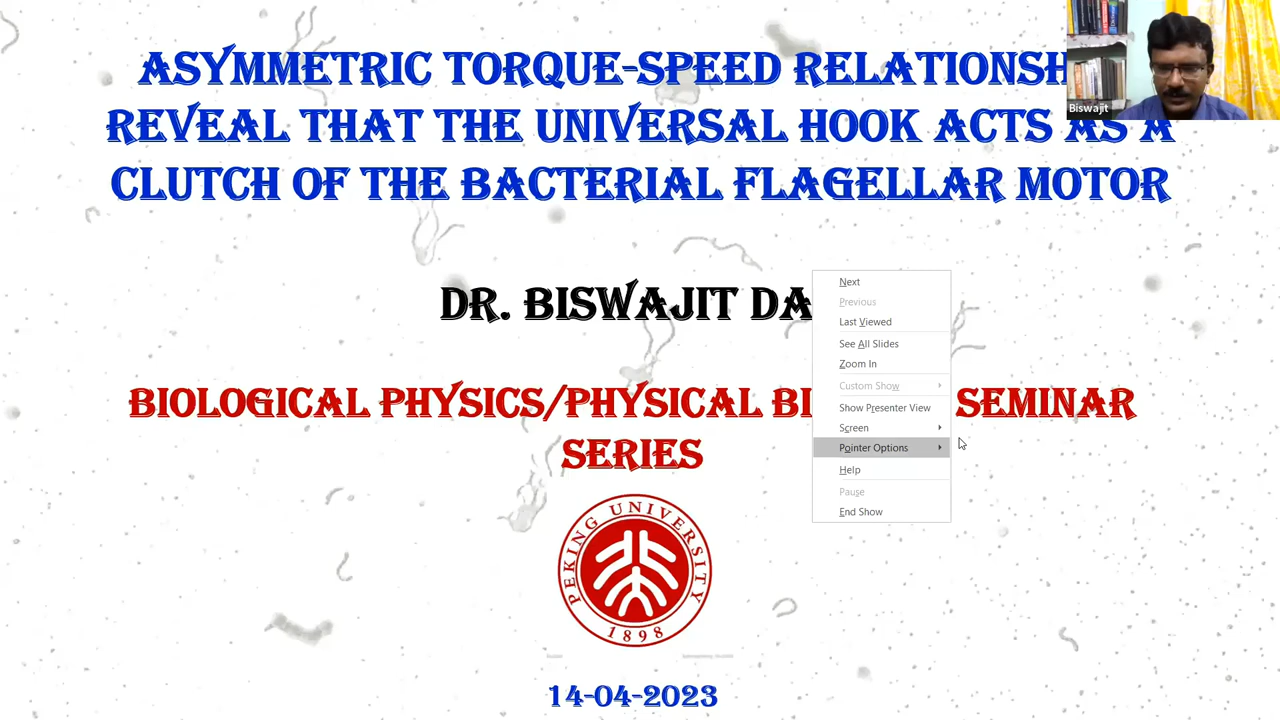 ASYMMETRIC TORQUE-SPEED RELATIONSH
REVEAL THAT THE UNIVERSAL HOOK ACTS AS A
CLUTCH OF THE BACTERIAL FLAGELLAR MOTOR
Biswajit
DR. BISWAJIT DA
BIOLOGICAL PHYSICS/PHYSICAL BI SEMINAR
SERIES
Next
Previous
Last Viewed
See All Slides
Zoom In
Custom Show
Show Presenter View
Screen
Pointer Options
Help
Pause
End Show
PEKING UNIVERSITY
1898
14-04-2023